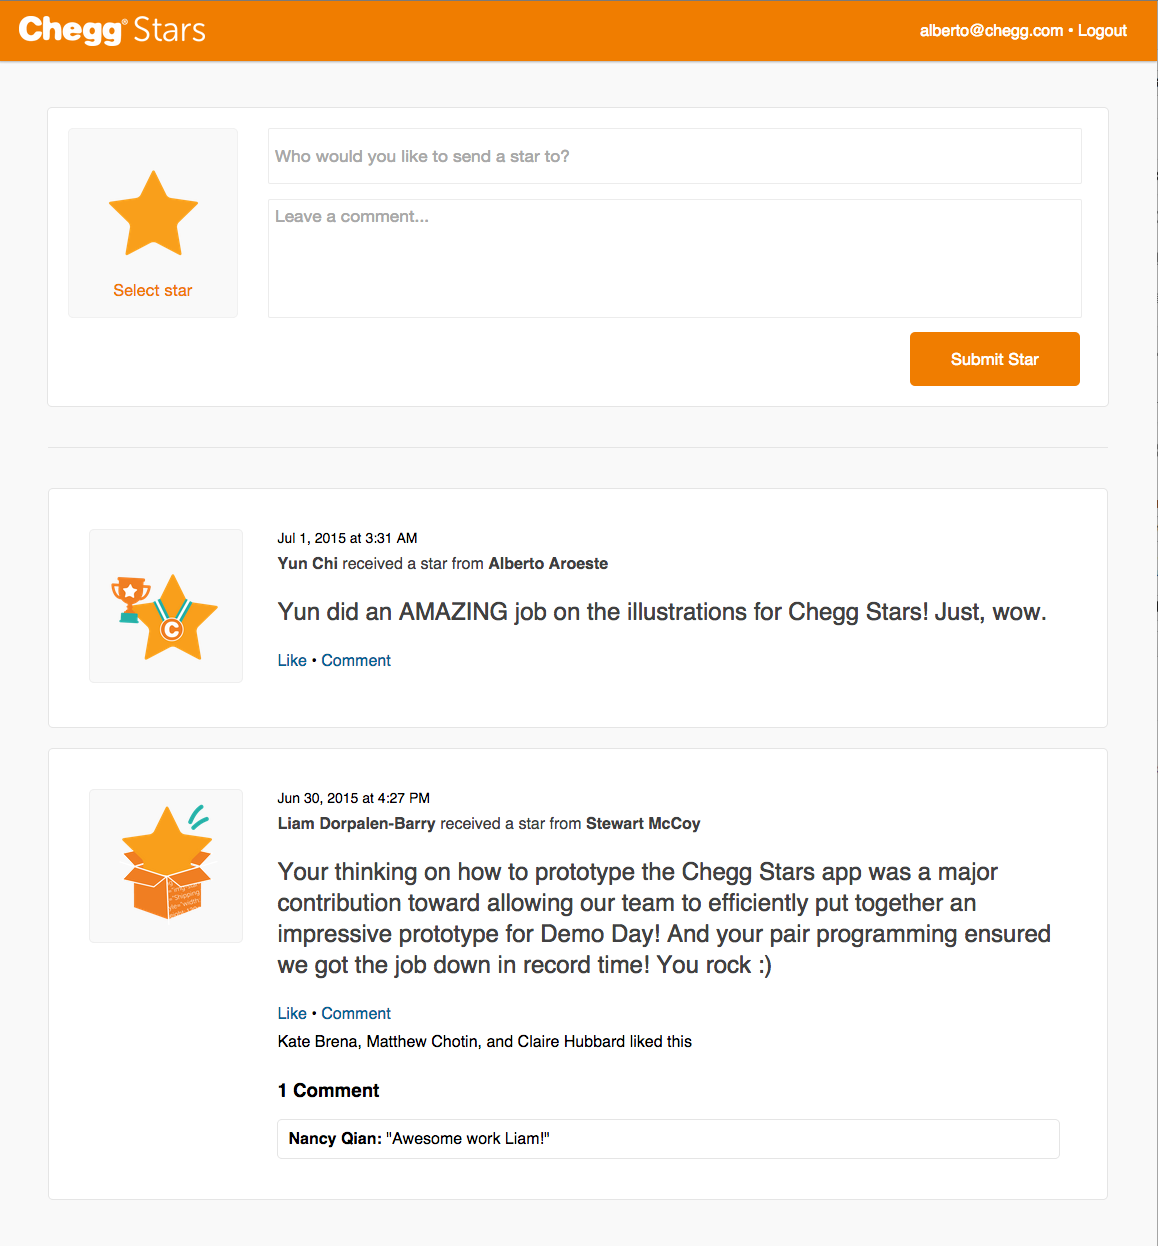 Chegg® Stars
alberto@chegg.com • Logout
Who would you like to send a star to?
Leave a comment...
Select star
Submit Star
Jul 1, 2015 at 3:31 AM
Yun Chi received a star from Alberto Aroeste
Yun did an AMAZING job on the illustrations for Chegg Stars! Just, wow.
C
Like • Comment
Jun 30, 2015 at 4:27 PM
Liam Dorpalen-Barry received a star from Stewart McCoy
Your thinking on how to prototype the Chegg Stars app was a major
contribution toward allowing our team to efficiently put together an
impressive prototype for Demo Day! And your pair programming ensured
we got the job down in record time! You rock :)
Like • Comment
Kate Brena, Matthew Chotin, and Claire Hubbard liked this
1 Comment
Nancy Qian: "Awesome work Liam!"